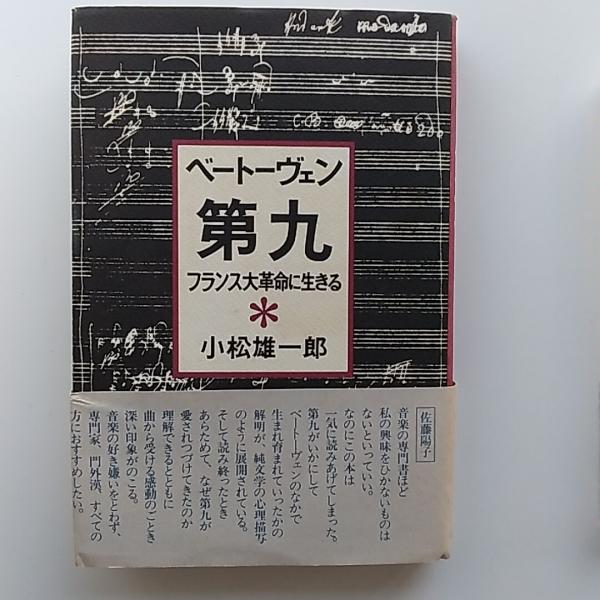 ベートーヴェン
第九
フランス大革命に生きる
*
小松雄一郎
佐藤陽子
音楽の専門書ほど
私の興味をひかないものは
ないといっていい。
なのにこの本は
一気に読みあげてしまった。
第九がいかにして
ベートーヴェンのなかで
生まれ育まれていったかの
解明が、純文学の心理描写
のように展開されている。
そして読み終ったとき
あらためて、なぜ第九が
愛されつづけてきたのか
理解できるとともに
曲から受ける感動のごとき
深い印象がのこる。
音楽の好き嫌いをとわず、
専門家、門外漢、すべての
方におすすめしたい。